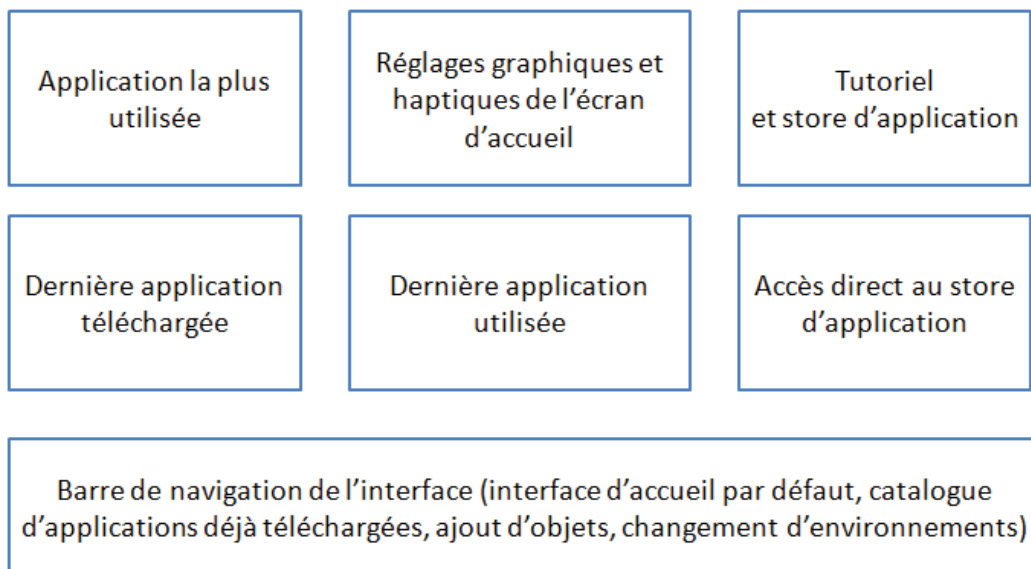 Application la plus
utilisée
Réglages graphiques et
haptiques de l’écran
d’accueil
Tutoriel
et store d’application
Dernière application
téléchargée
Dernière application
utilisée
Accès direct au store
d’application
Barre de navigation de l’interface (interface d’accueil par défaut, catalogue
d’applications déjà téléchargées, ajout d’objets, changement d’environnements)